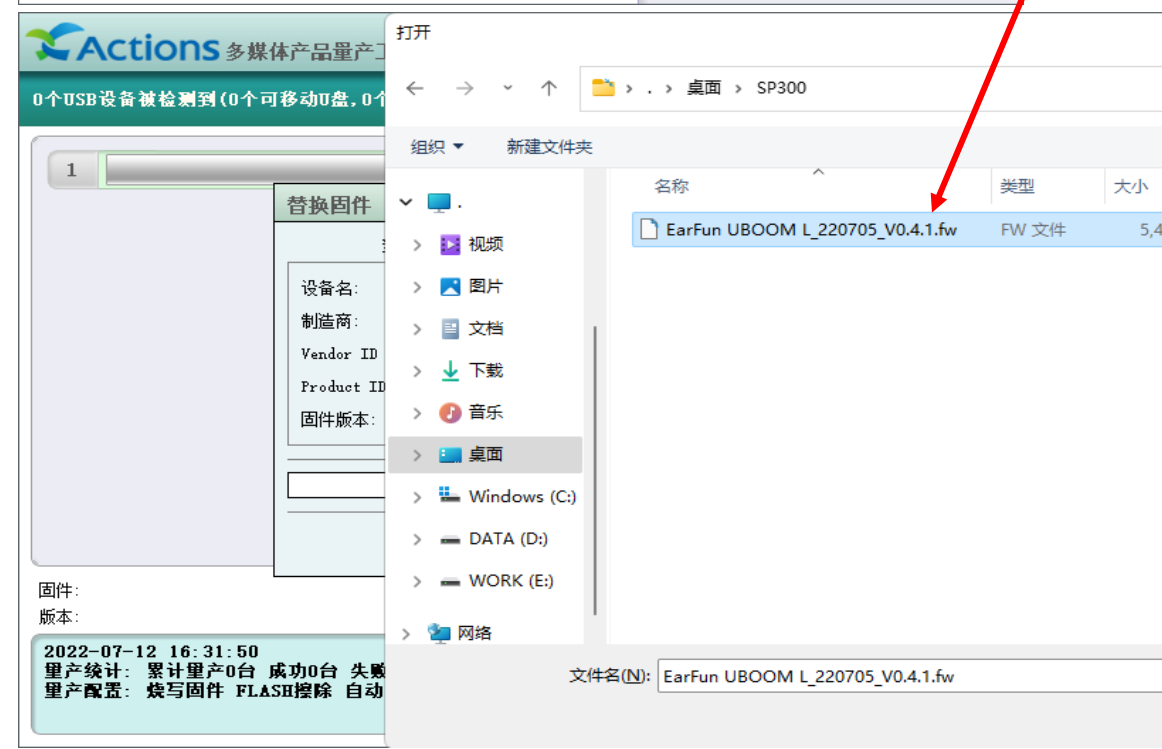 Actions 多媒体产品量产
0个USB设备被检测到(0个可移动U盘,0个
1
替换固件
设备名:
制造商:
Vendor ID
Product ID
固件版本:
固件:
版本:
2022-07-12 16:31:50
量产统计: 累计量产0台 成功0台 失败
量产配置: 烧写固件 FLASH擦除 自动
打开
. 桌面 SP300
组织 新建文件夹
名称 类型 大小
EarFun UBOOM L_220705_V0.4.1.fw FW 文件 5,4
.
视频
图片
文档
下载
音乐
桌面
Windows (C:)
DATA (D:)
WORK (E:)
网络
文件名(N): EarFun UBOOM L_220705_V0.4.1.fw